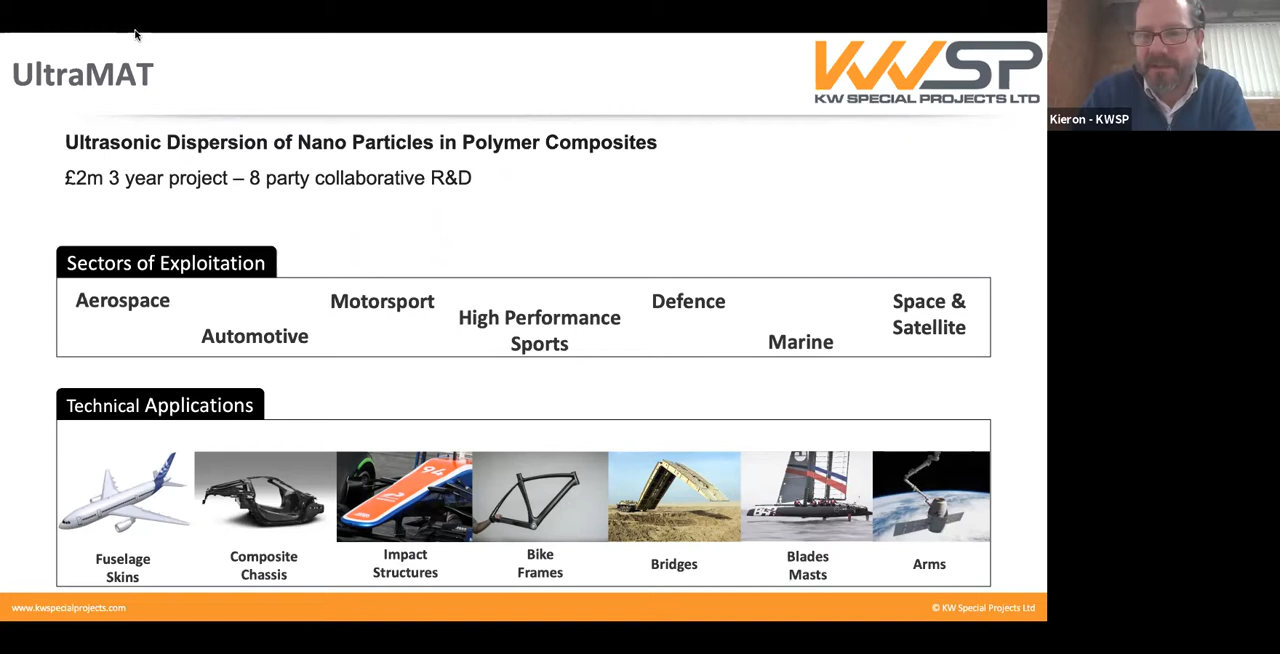 UltraMAT
KWSP
KW SPECIAL PROJECTS LTD
Kieron - KWSP
Ultrasonic Dispersion of Nano Particles in Polymer Composites
£2m 3 year project – 8 party collaborative R&D
Sectors of Exploitation
Aerospace
Automotive
Motorsport
High Performance
Sports
Defence
Marine
Space &
Satellite
Technical Applications
94
Fuselage
Skins
Composite
Chassis
Impact
Structures
Bike
Frames
Bridges
Blades
Masts
Arms
www.kwspecialprojects.com
© KW Special Projects Ltd